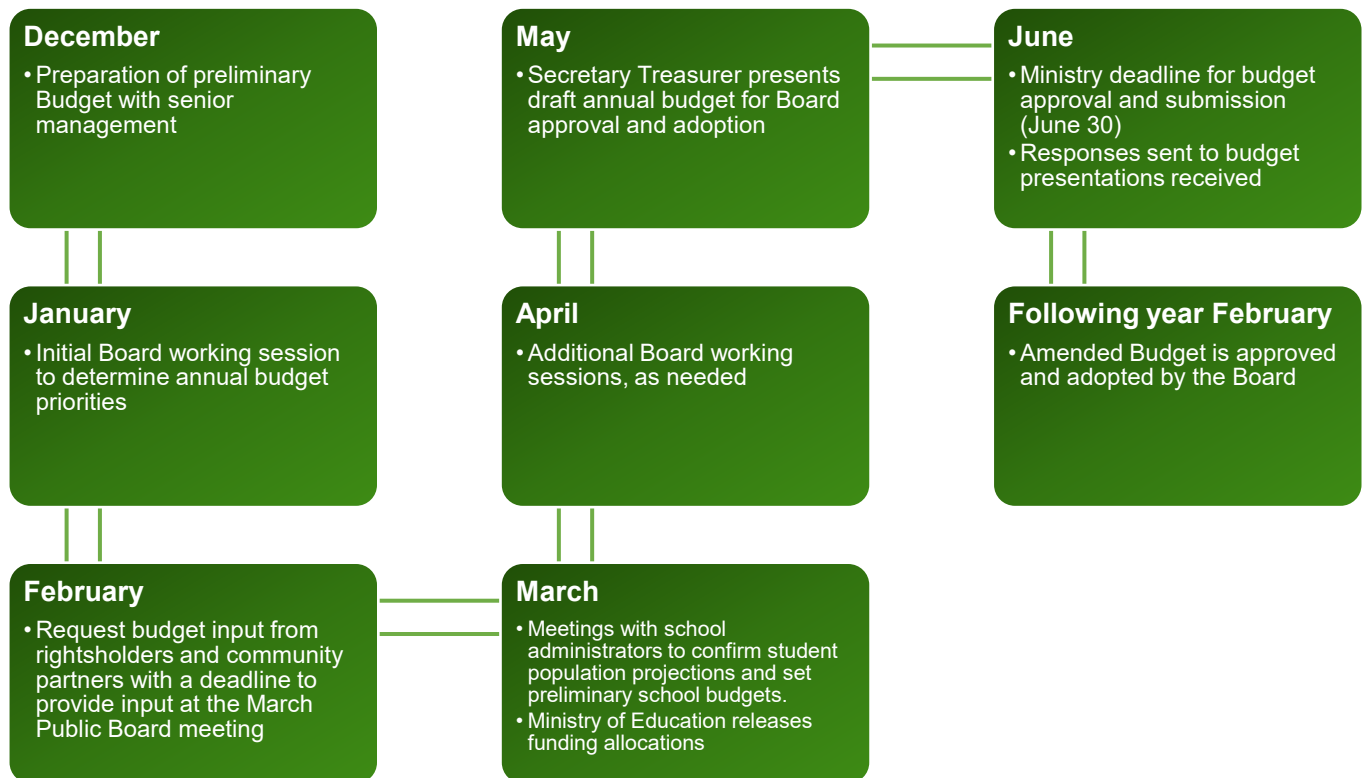 December
• Preparation of preliminary
Budget with senior
management
January
• Initial Board working session
to determine annual budget
priorities
February
• Request budget input from
rightsholders and community
partners with a deadline to
provide input at the March
Public Board meeting
March
• Meetings with school
administrators to confirm student
population projections and set
preliminary school budgets.
• Ministry of Education releases
funding allocations
April
• Additional Board working
sessions, as needed
May
• Secretary Treasurer presents
draft annual budget for Board
approval and adoption
June
• Ministry deadline for budget
approval and submission
(June 30)
• Responses sent to budget
presentations received
Following year February
• Amended Budget is approved
and adopted by the Board